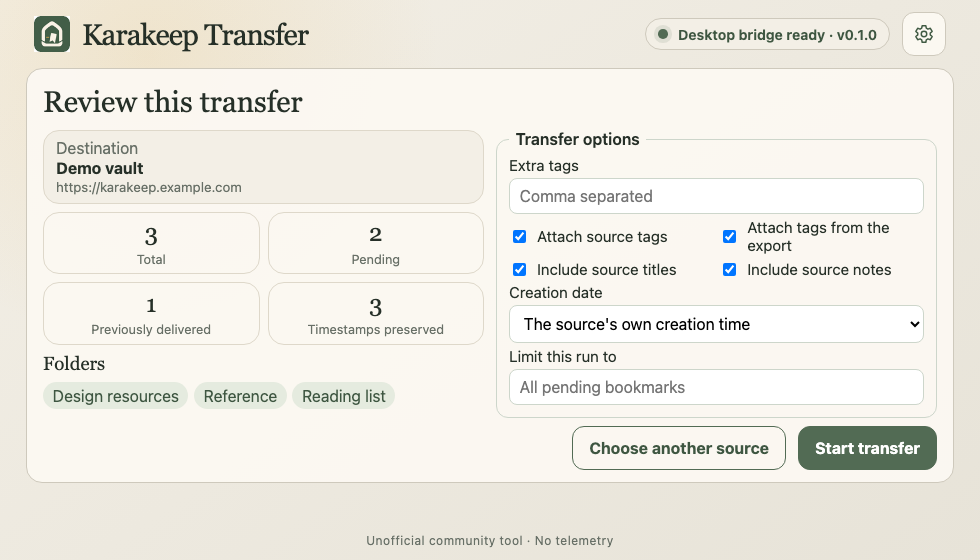 Karakeep Transfer
Desktop bridge ready · v0.1.0
Review this transfer
Destination
Demo vault
https://karakeep.example.com
3
Total
2
Pending
1
Previously delivered
3
Timestamps preserved
Folders
Design resources
Reference
Reading list
Transfer options
Extra tags
Comma separated
Attach source tags
Attach tags from the
export
Include source titles
Include source notes
Creation date
The source's own creation time
Limit this run to
All pending bookmarks
Choose another source
Start transfer
Unofficial community tool · No telemetry